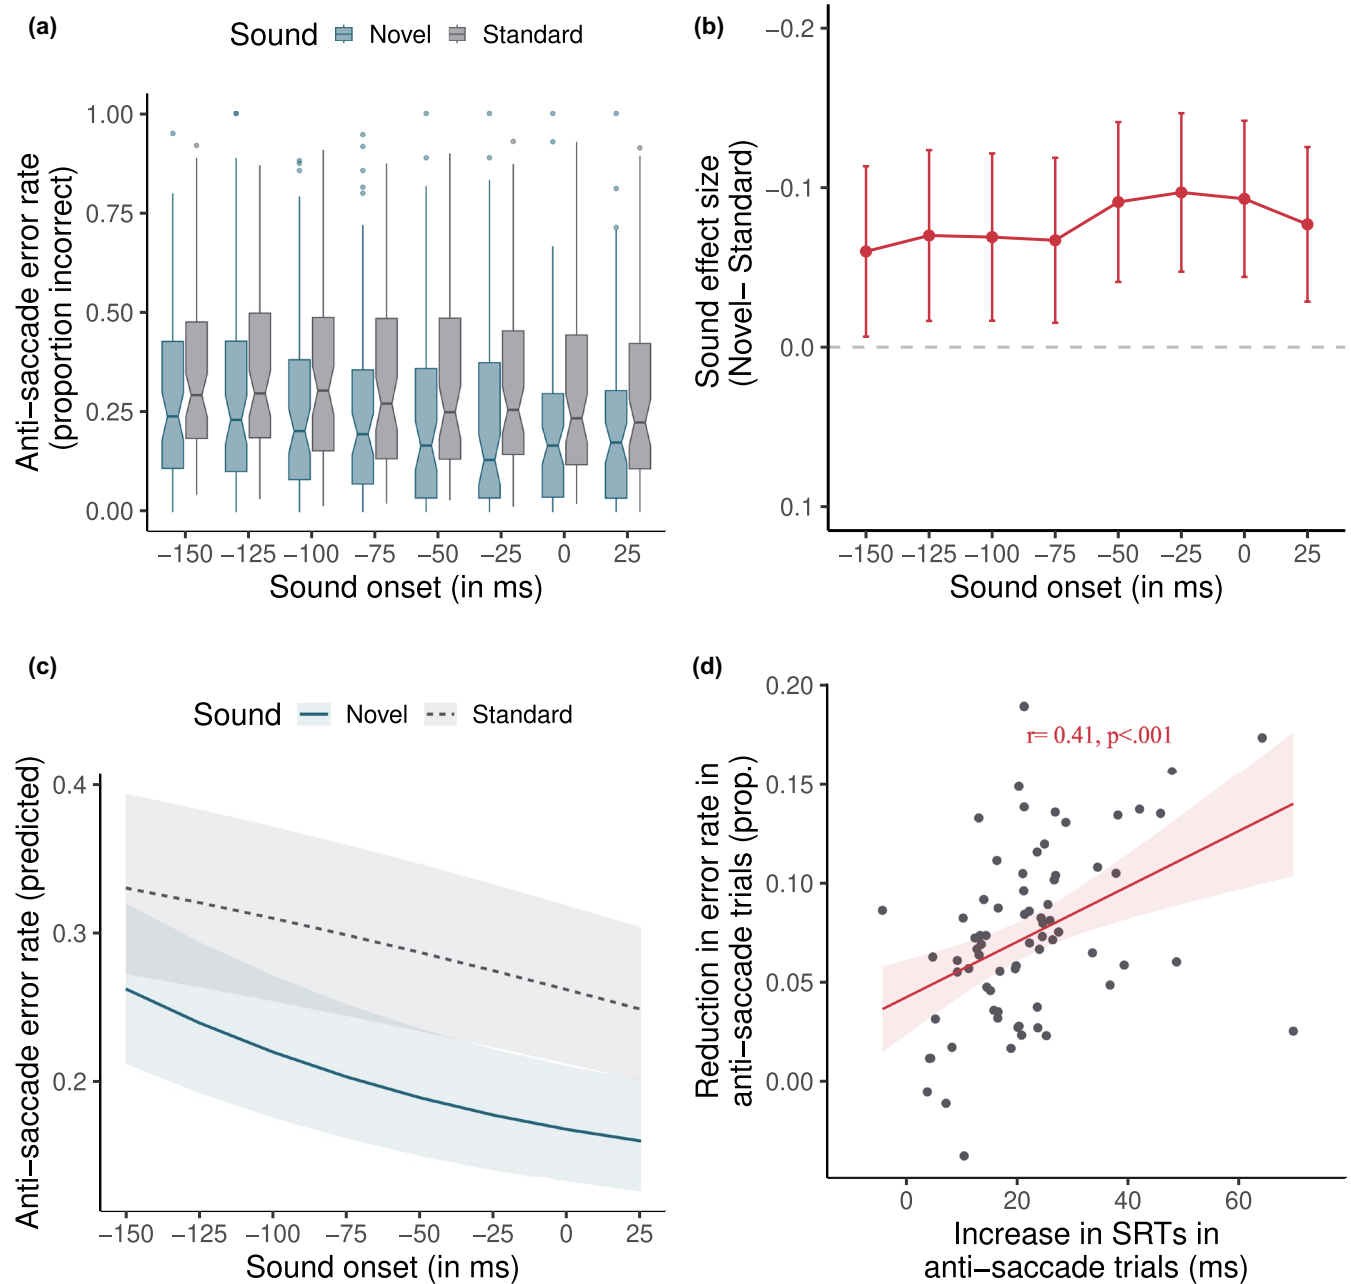 (a)
Sound Novel Standard
Anti−saccade error rate
(proportion incorrect)
1.00
0.75
0.50
0.25
0.00
−150 −125 −100 −75 −50 −25 0 25
Sound onset (in ms)
(b)
Sound effect size
(Novel− Standard)
−0.2
−0.1
0.0
0.1
−150 −125 −100 −75 −50 −25 0 25
Sound onset (in ms)
(c)
Sound Novel Standard
Anti−saccade error rate (predicted)
0.4
0.3
0.2
−150 −125 −100 −75 −50 −25 0 25
Sound onset (in ms)
(d)
Reduction in error rate in
anti−saccade trials (prop.)
0.20
0.15
0.10
0.05
0.00
r= 0.41, p<.001
0 20 40 60
Increase in SRTs in
anti−saccade trials (ms)